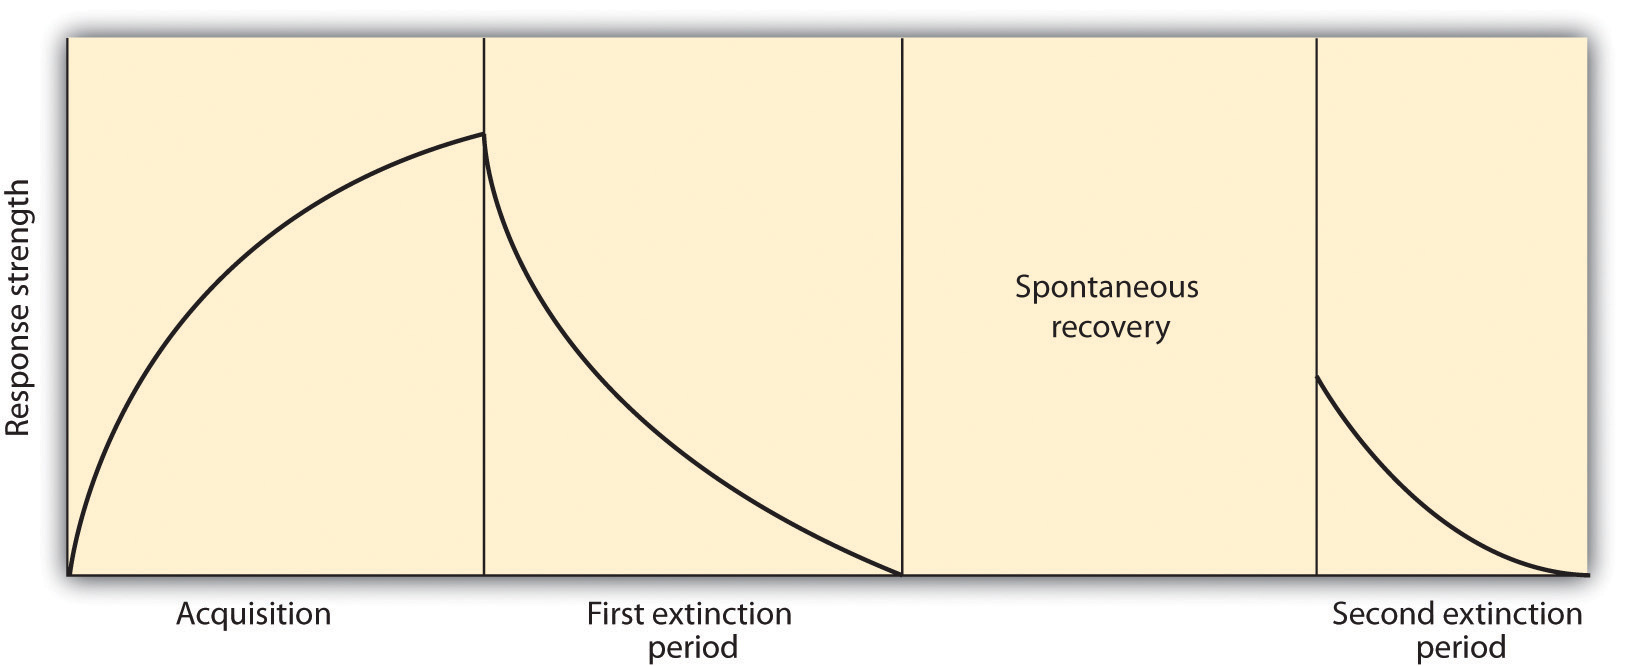 Response strength
Spontaneous
recovery
Acquisition
First extinction
period
Second extinction
period